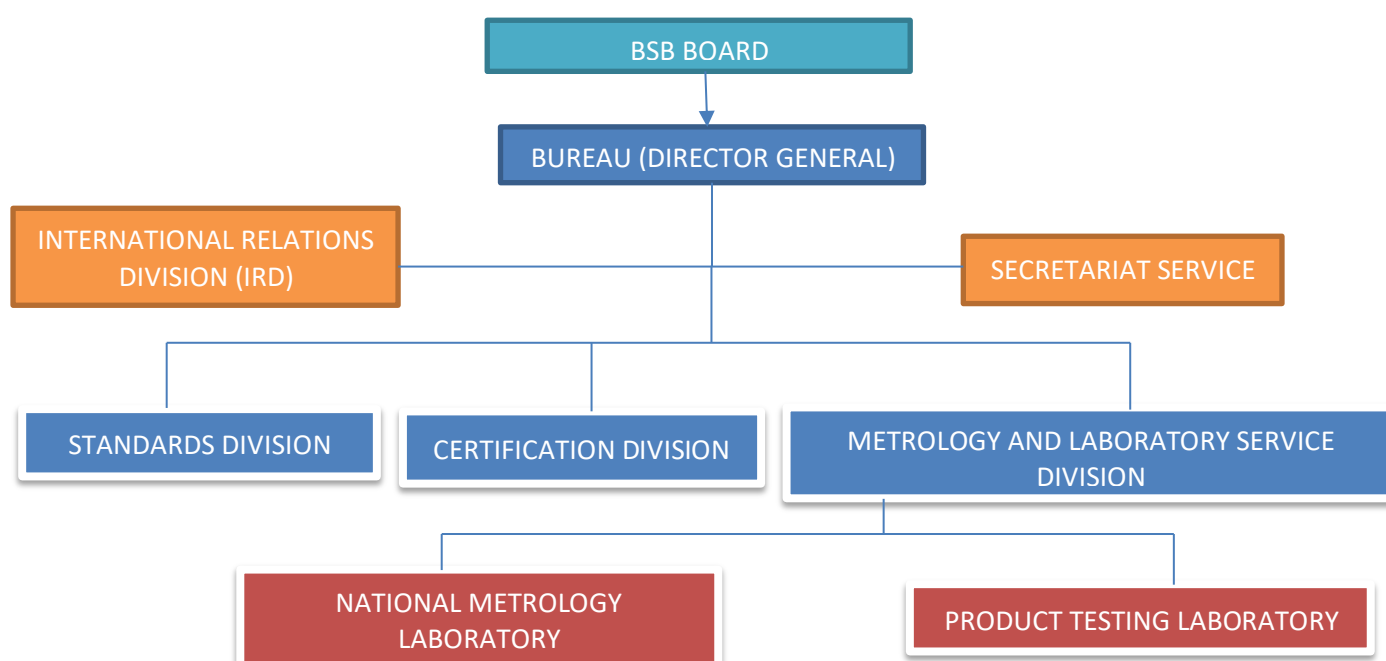 BSB BOARD
BUREAU (DIRECTOR GENERAL)
INTERNATIONAL RELATIONS
DIVISION (IRD)
SECRETARIAT SERVICE
STANDARDS DIVISION
CERTIFICATION DIVISION
METROLOGY AND LABORATORY SERVICE
DIVISION
NATIONAL METROLOGY
LABORATORY
PRODUCT TESTING LABORATORY